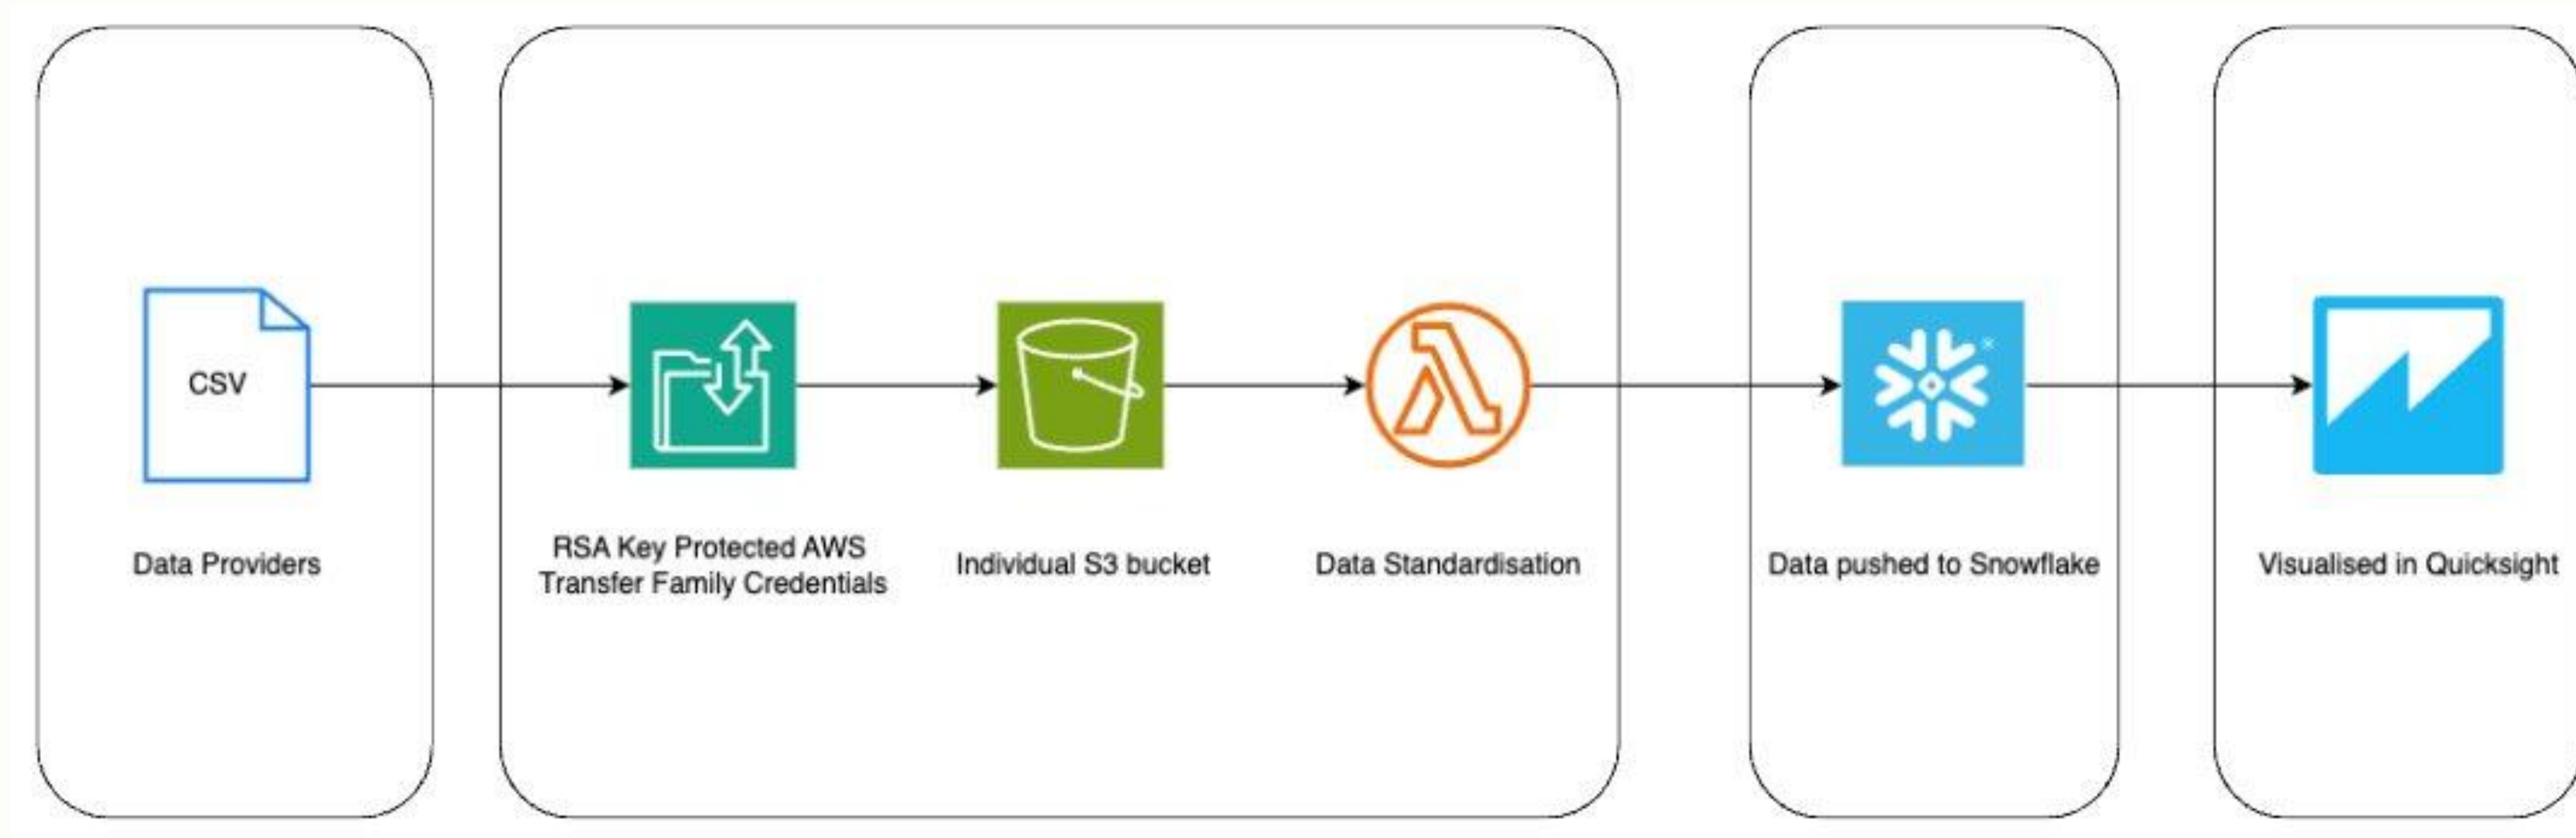 CSV
Data Providers
RSA Key Protected AWS
Transfer Family Credentials
Individual S3 bucket
Data Standardisation
Data pushed to Snowflake
Visualised in Quicksight